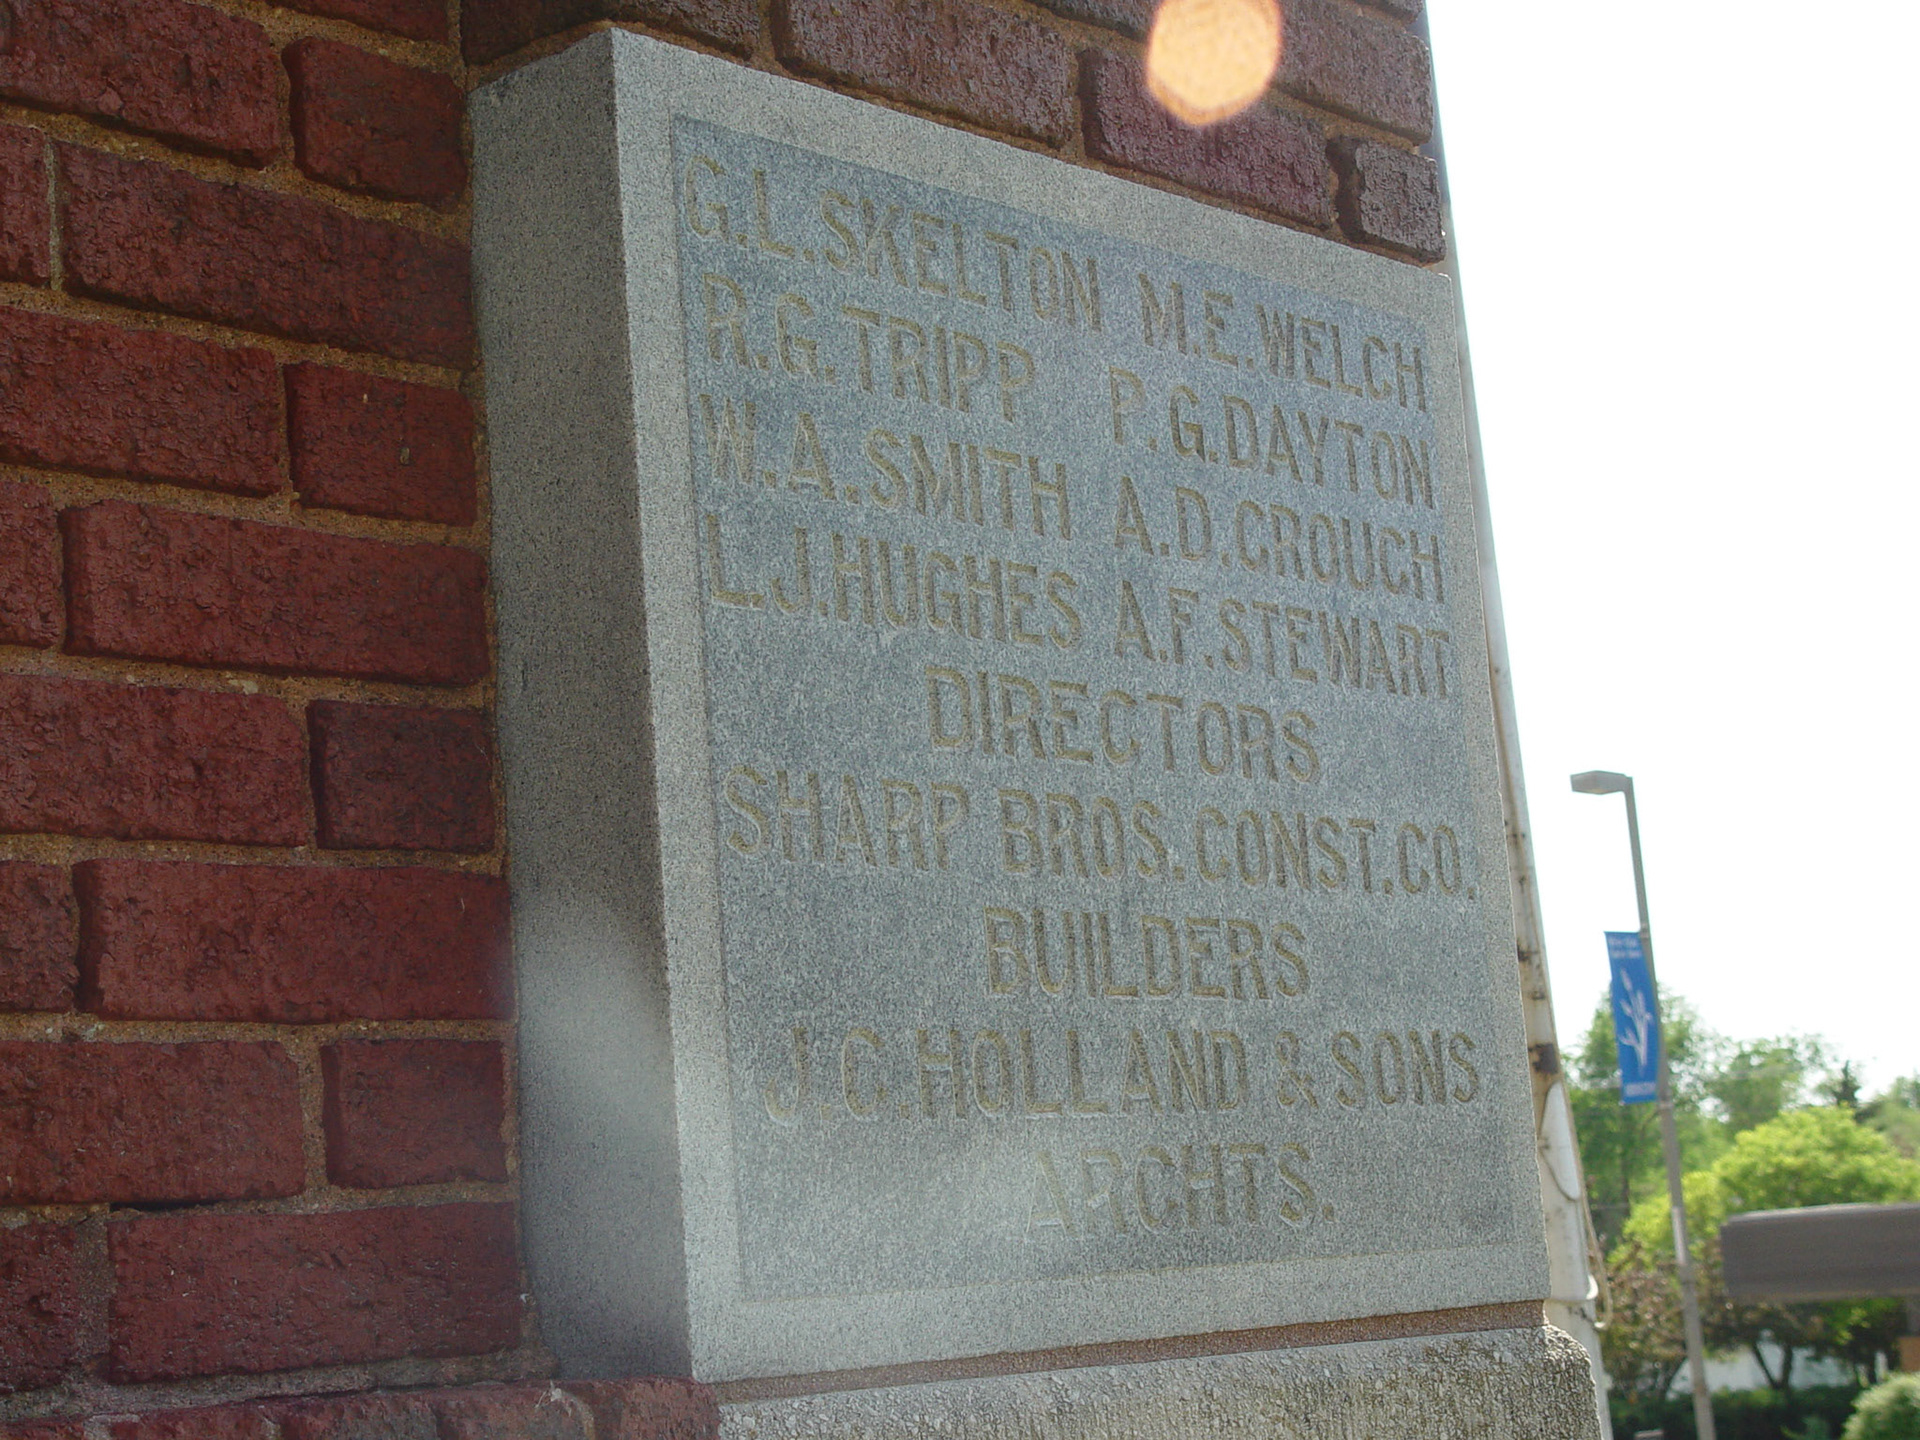 G.L.SKELTON M.E.WELCH
R.G.TRIPP P.G.DAYTON
W.A.SMITH A.D.CROUCH
L.J.HUGHES A.F.STEWART
DIRECTORS
SHARP BROS.CONST.CO.
BUILDERS
J.C.HOLLAND & SONS
ARCHTS.